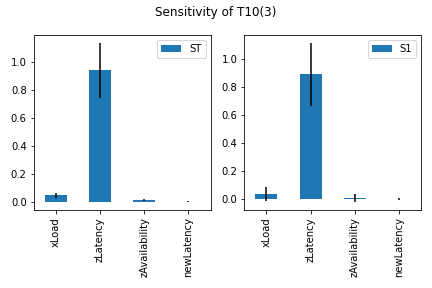 Sensitivity of T10(3)
ST
1.0
0.8
0.6
0.4
0.2
0.0
xLoad
zLatency
zAvailability
newLatency
S1
1.0
0.8
0.6
0.4
0.2
0.0
xLoad
zLatency
zAvailability
newLatency